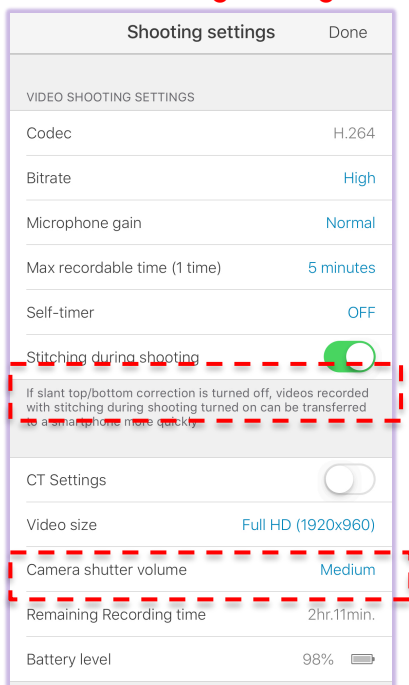 Shooting settings Done
VIDEO SHOOTING SETTINGS
Codec H.264
Bitrate High
Microphone gain Normal
Max recordable time (1 time) 5 minutes
Self-timer OFF
Stitching during shooting
If slant top/bottom correction is turned off, videos recorded
with stitching during shooting turned on can be transferred
to a smartphone more quickly
CT Settings
Video size Full HD (1920x960)
Camera shutter volume Medium
Remaining Recording time 2hr.11min.
Battery level 98%